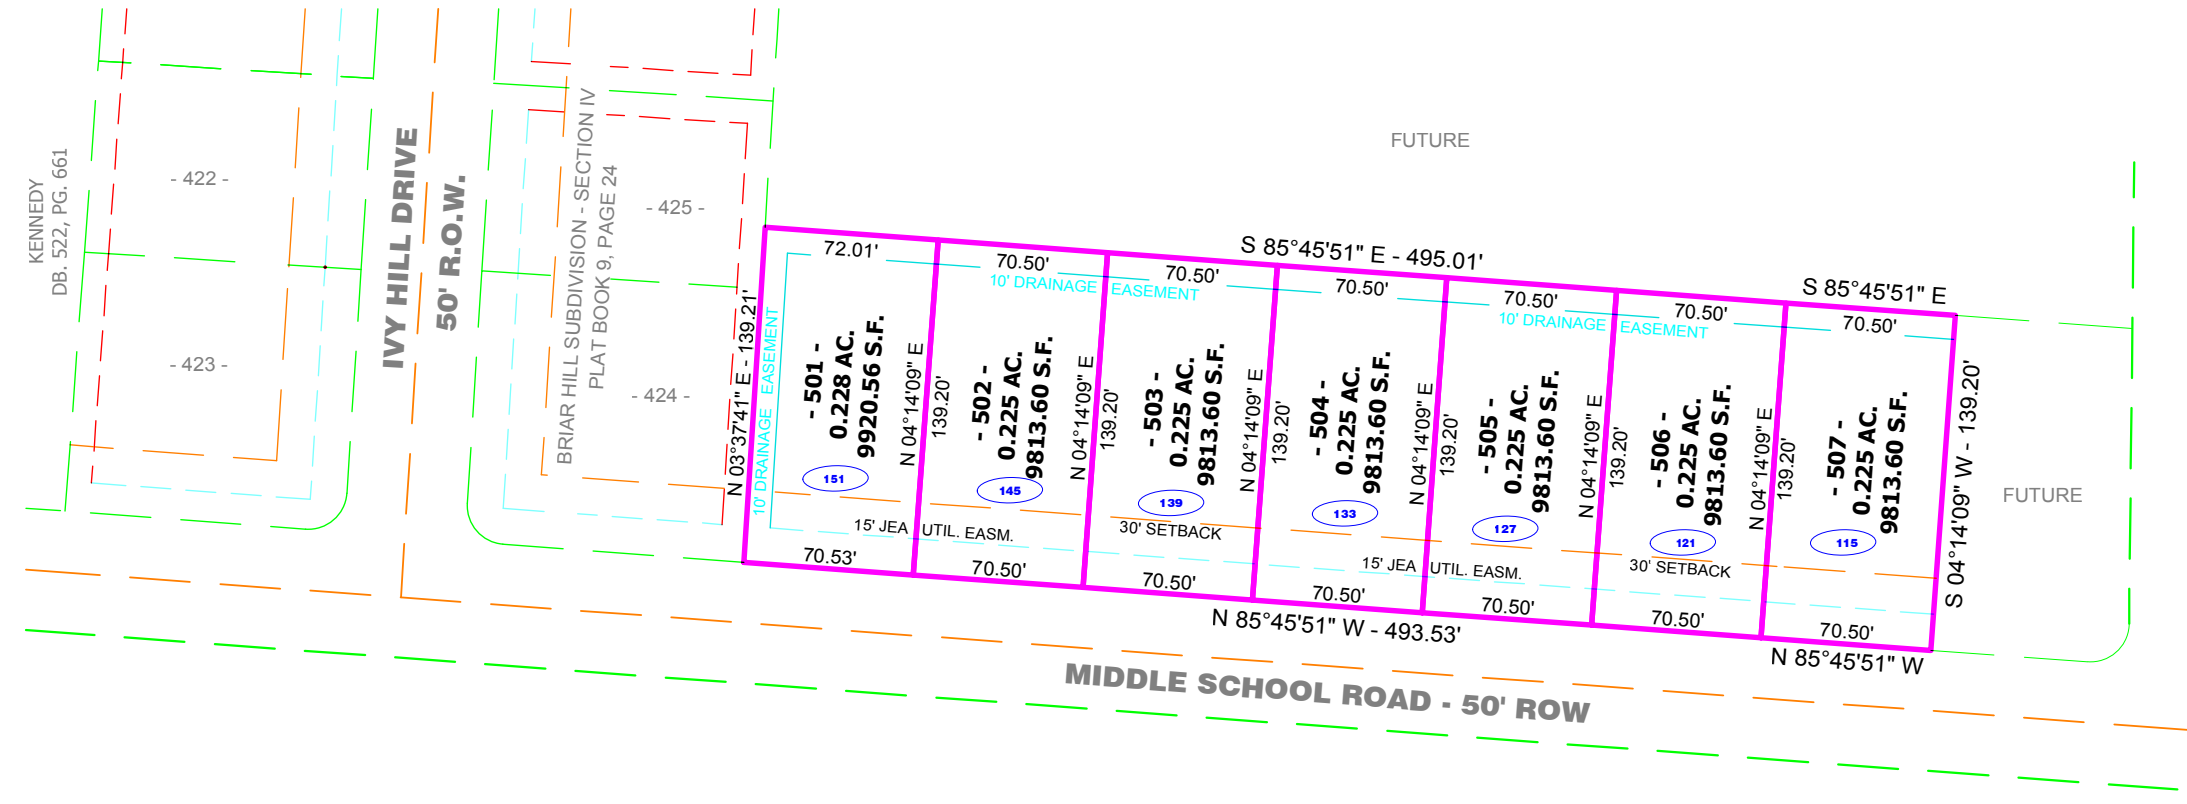 KENNEDY
DB. 522, PG. 661
- 422 -
- 423 -
IVY HILL DRIVE
50' R.O.W.
BRIAR HILL SUBDIVISION - SECTION IV
PLAT BOOK 9, PAGE 24
- 425 -
- 424 -
FUTURE
S 85°45'51" E - 495.01'
S 85°45'51" E
72.01'
70.50'
70.50'
70.50'
70.50'
70.50'
70.50'
10' DRAINAGE EASEMENT
10' DRAINAGE EASEMENT
N 03°37'41" E - 139.21'
10' DRAINAGE EASEMENT
- 501 -
0.228 AC.
9920.56 S.F.
151
N 04°14'09" E
139.20'
- 502 -
0.225 AC.
9813.60 S.F.
145
N 04°14'09" E
139.20'
- 503 -
0.225 AC.
9813.60 S.F.
139
N 04°14'09" E
139.20'
- 504 -
0.225 AC.
9813.60 S.F.
133
N 04°14'09" E
139.20'
- 505 -
0.225 AC.
9813.60 S.F.
127
N 04°14'09" E
139.20'
- 506 -
0.225 AC.
9813.60 S.F.
121
N 04°14'09" E
139.20'
- 507 -
0.225 AC.
9813.60 S.F.
115
S 04°14'09" W - 139.20'
FUTURE
15' JEA UTIL. EASM.
30' SETBACK
15' JEA UTIL. EASM.
30' SETBACK
70.53'
70.50'
70.50'
70.50'
70.50'
70.50'
70.50'
N 85°45'51" W - 493.53'
N 85°45'51" W
MIDDLE SCHOOL ROAD - 50' ROW